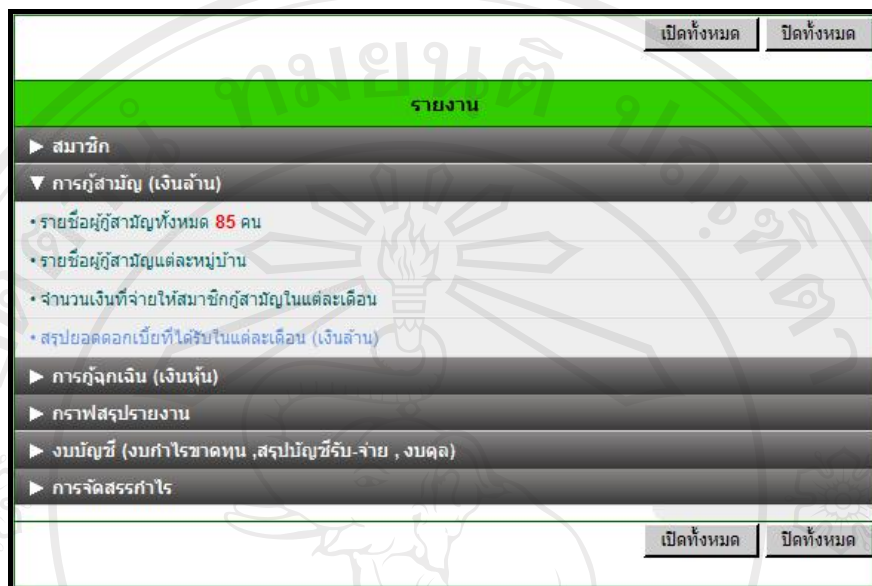 เปิดทั้งหมด ปิดทั้งหมด
รายงาน
▶ สมาชิก
▼ การกู้สามัญ (เงินล้าน)
• รายชื่อผู้กู้สามัญทั้งหมด 85 คน
• รายชื่อผู้กู้สามัญแต่ละหมู่บ้าน
• จำนวนเงินที่จ่ายให้สมาชิกกู้สามัญในแต่ละเดือน
• สรุปยอดดอกเบี้ยที่ได้รับในแต่ละเดือน (เงินล้าน)
▶ การกู้ฉุกเฉิน (เงินหุ้น)
▶ กราฟสรุปรายงาน
▶ งบบัญชี (งบกำไรขาดทุน ,สรุปบัญชีรับ-จ่าย , งบดุล)
▶ การจัดสรรกำไร
เปิดทั้งหมด ปิดทั้งหมด